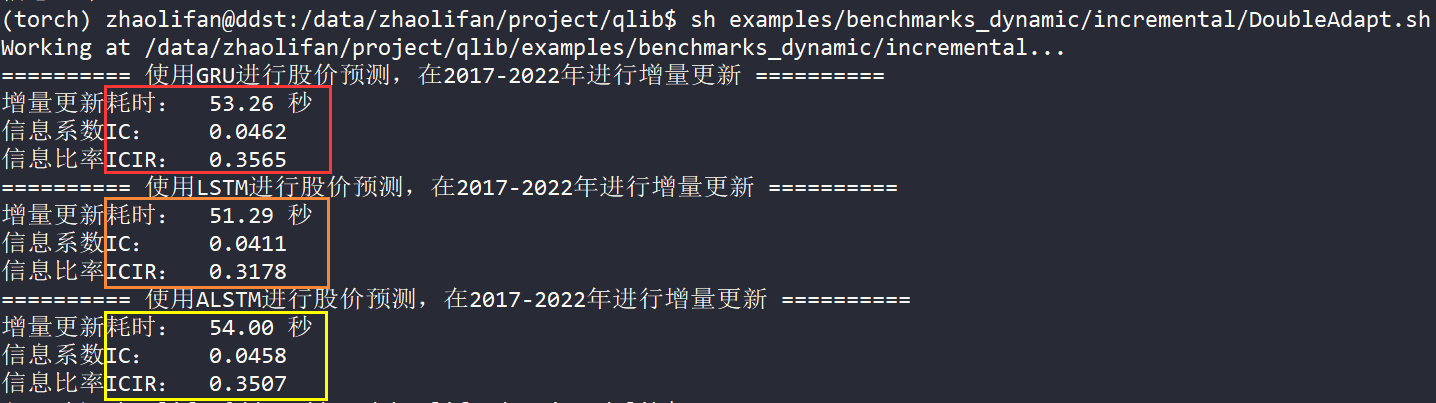 (torch) zhaolifan@ddst:/data/zhaolifan/project/qlib$ sh examples/benchmarks_dynamic/incremental/DoubleAdapt.sh
Working at /data/zhaolifan/project/qlib/examples/benchmarks_dynamic/incremental...
========== 使用GRU进行股价预测，在2017-2022年进行增量更新 ==========
增量更新耗时： 53.26 秒
信息系数IC： 0.0462
信息比率ICIR： 0.3565
========== 使用LSTM进行股价预测，在2017-2022年进行增量更新 ==========
增量更新耗时： 51.29 秒
信息系数IC： 0.0411
信息比率ICIR： 0.3178
========== 使用ALSTM进行股价预测，在2017-2022年进行增量更新 ==========
增量更新耗时： 54.00 秒
信息系数IC： 0.0458
信息比率ICIR： 0.3507